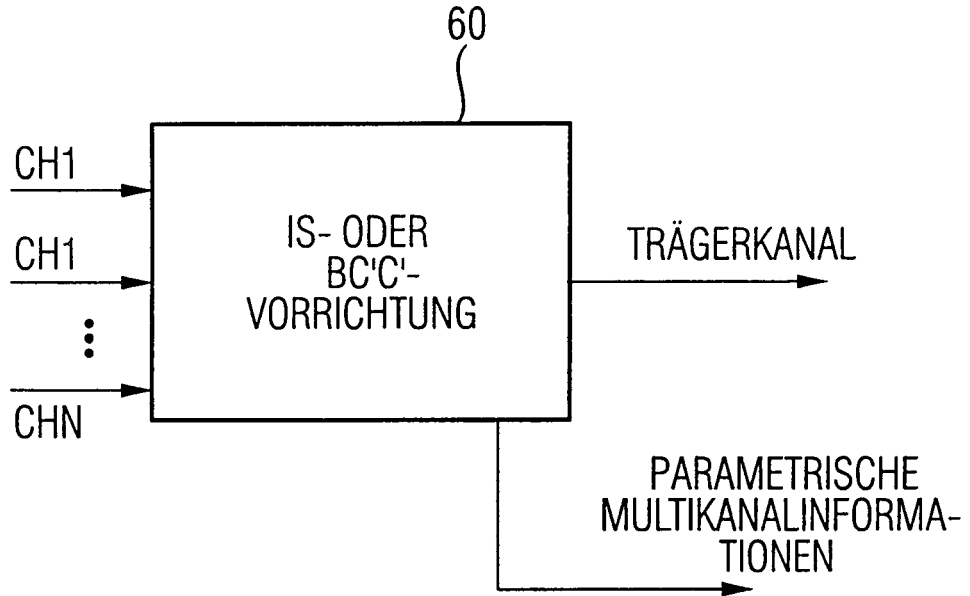 60
CH1
CH1
CHN
IS- ODER
BC'C'-
VORRICHTUNG
TRÄGERKANAL
PARAMETRISCHE
MULTIKANALINFORMA-
TIONEN